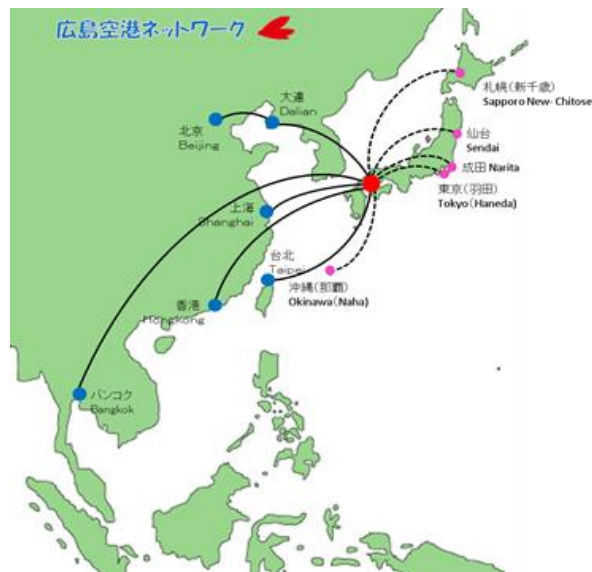 広島空港ネットワーク
札幌(新千歳)
Sapporo New-Chitose
大連
Dalian
北京
Beijing
仙台
Sendai
成田 Narita
東京(羽田)
Tokyo(Haneda)
上海
Shanghai
台北
Taipei
沖縄(那覇)
Okinawa(Naha)
香港
Hongkong
バンコク
Bangkok